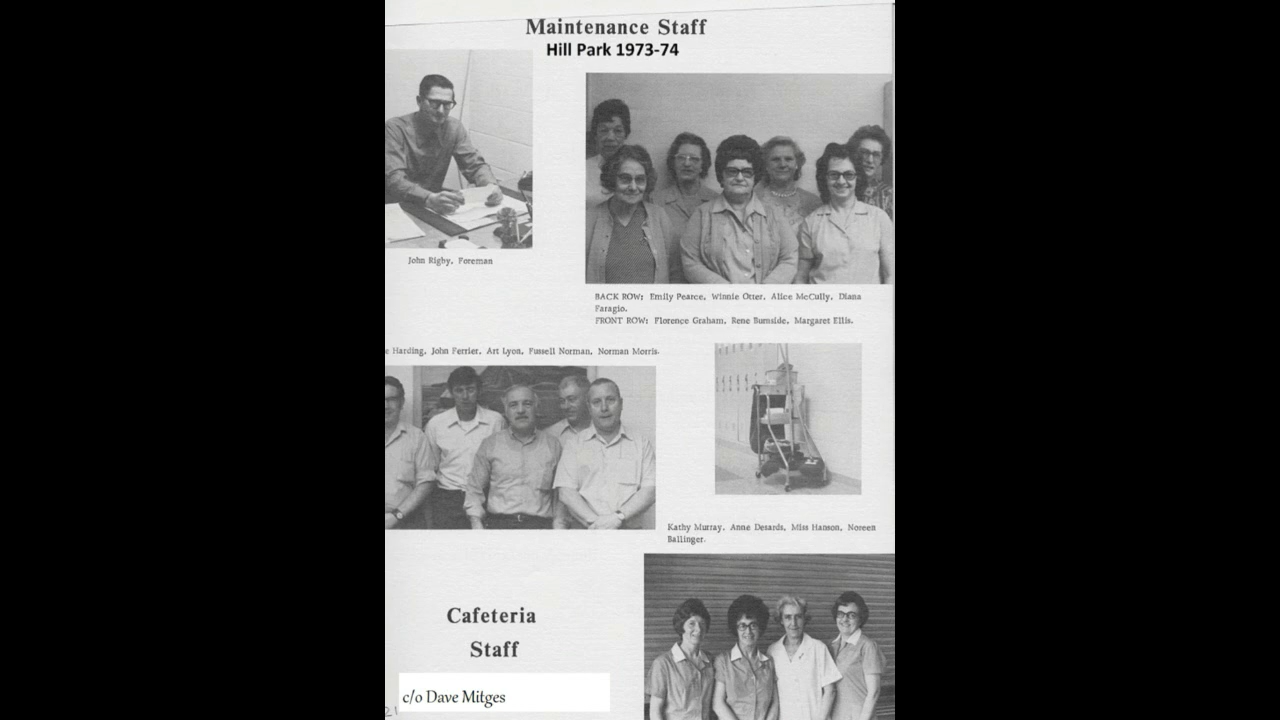 Maintenance Staff
Hill Park 1973-74
John Rigby, Foreman
BACK ROW: Emily Pearce, Winnie Otter, Alice McCully, Diana
Faragio.
FRONT ROW: Florence Graham, Rene Burnside, Margaret Ellis.
e Harding, John Ferrier, Art Lyon, Fussell Norman, Norman Morris.
Kathy Murray, Anne Desards, Miss Hanson, Noreen
Ballinger.
Cafeteria
Staff
c/o Dave Mitges
21